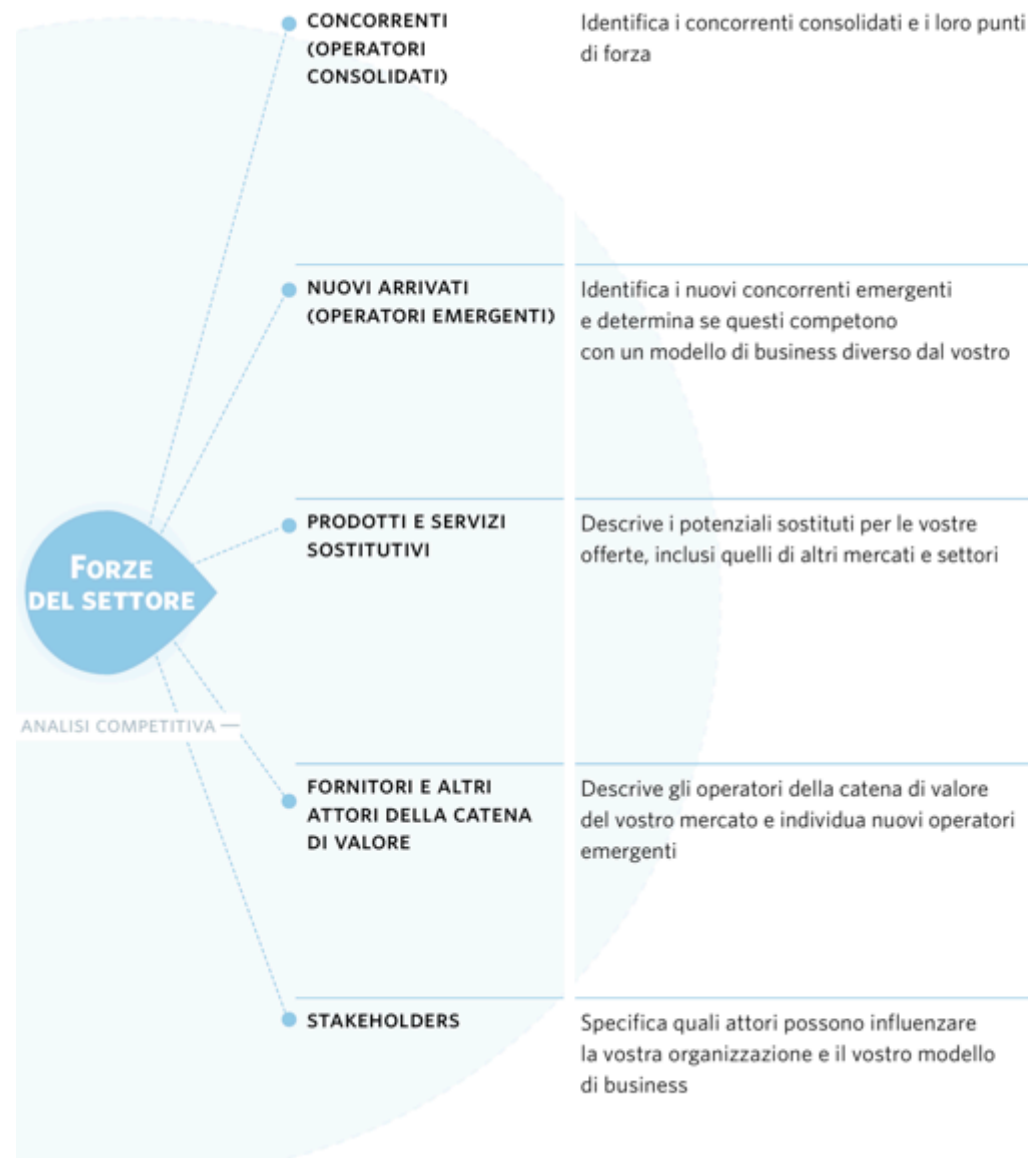 CONCORRENTI
(OPERATORI
CONSOLIDATI)
Identifica i concorrenti consolidati e i loro punti
di forza
NUOVI ARRIVATI
(OPERATORI EMERGENTI)
Identifica i nuovi concorrenti emergenti
e determina se questi competono
con un modello di business diverso dal vostro
PRODOTTI E SERVIZI
SOSTITUTIVI
Descrive i potenziali sostituti per le vostre
offerte, inclusi quelli di altri mercati e settori
FORZE
DEL SETTORE
ANALISI COMPETITIVA —
FORNITORI E ALTRI
ATTORI DELLA CATENA
DI VALORE
Descrive gli operatori della catena di valore
del vostro mercato e individua nuovi operatori
emergenti
STAKEHOLDERS
Specifica quali attori possono influenzare
la vostra organizzazione e il vostro modello
di business